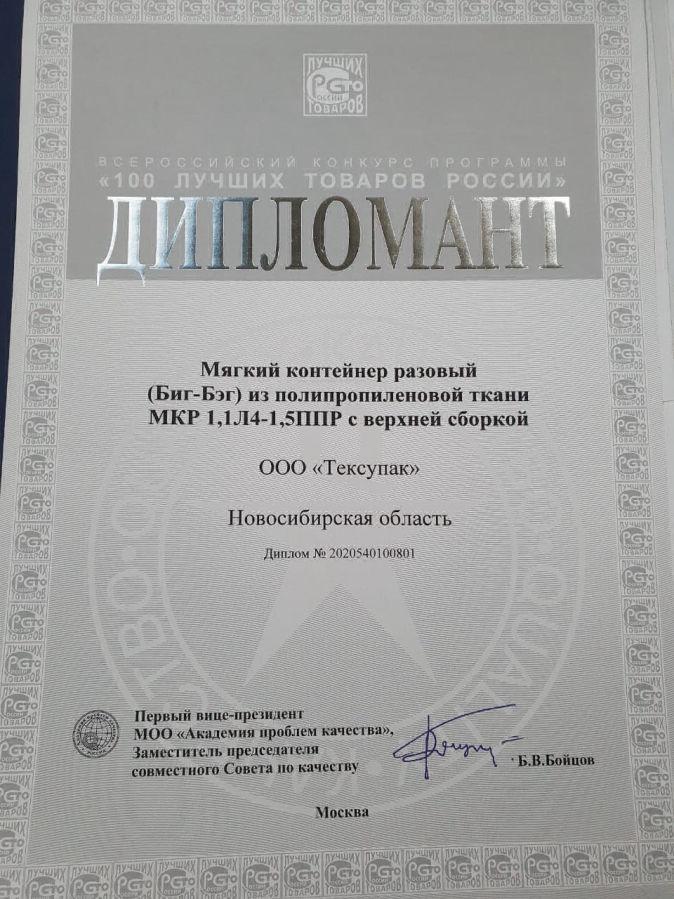 ЛУЧШИХ
PGТО
РОССИИ
ТОВАРОВ
ВСЕРОССИЙСКИЙ КОНКУРС ПРОГРАММЫ
«100 ЛУЧШИХ ТОВАРОВ РОССИИ»
ДИПЛОМАНТ
Мягкий контейнер разовый
(Биг-Бэг) из полипропиленовой ткани
МКР 1,1Л4-1,5ППР с верхней сборкой
ООО «Тексупак»
Новосибирская область
Диплом № 2020540100801
Первый вице-президент
МОО «Академия проблем качества»,
Заместитель председателя
совместного Совета по качеству
Б.В.Бойцов
Москва